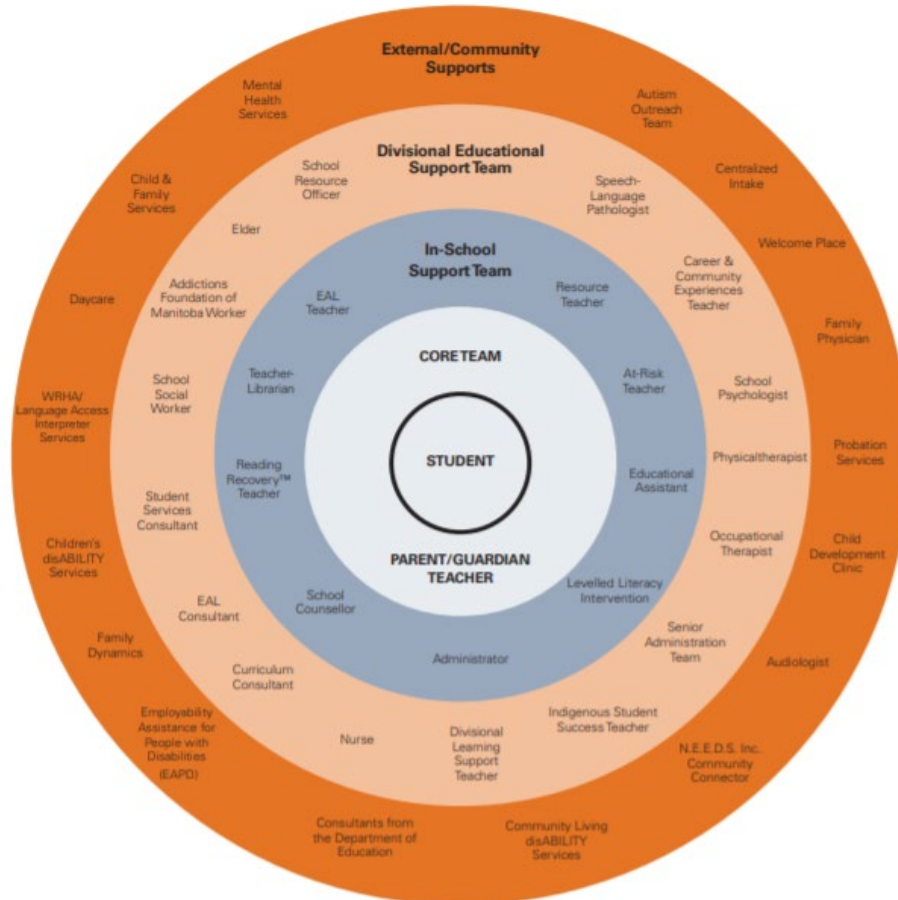 External/Community
Supports
Mental
Health
Services
Autism
Outreach
Team
Child &
Family
Services
Centralized
Intake
Daycare
Welcome Place
WRHA/
Language Access
Interpreter
Services
Family
Physician
Children's
disABILITY
Services
Probation
Services
Family
Dynamics
Child
Development
Clinic
Employability
Assistance for
People with
Disabilities
(EAPD)
Audiologist
Consultants from
the Department of
Education
Community Living
disABILITY
Services
N.E.E.D.S. Inc.
Community
Connector
Divisional Educational
Support Team
School
Resource
Officer
Speech-
Language
Pathologist
Elder
Career &
Community
Experiences
Teacher
Addictions
Foundation of
Manitoba Worker
School
Psychologist
School
Social
Worker
Physicaltherapist
Student
Services
Consultant
Occupational
Therapist
EAL
Consultant
Senior
Administration
Team
Curriculum
Consultant
Indigenous Student
Success Teacher
Nurse
Divisional
Learning
Support
Teacher
In-School
Support Team
EAL
Teacher
Resource
Teacher
Teacher-
Librarian
At-Risk
Teacher
Reading
Recovery™
Teacher
Educational
Assistant
School
Counsellor
Levelled Literacy
Intervention
Administrator
CORE TEAM
STUDENT
PARENT/GUARDIAN
TEACHER